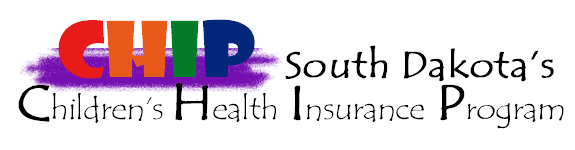 CHIP South Dakota's
Children's Health Insurance Program